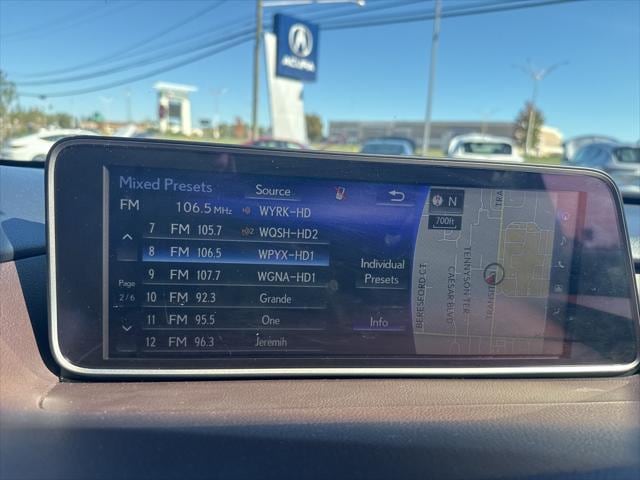 ACURA
Mixed Presets
Source
N
FM
106.5 MHz
WYRK-HD
700ft
7 FM 105.7 WQSH-HD2
8 FM 106.5 WPYX-HD1
9 FM 107.7 WGNA-HD1
Individual
Presets
Page
2/6
10 FM 92.3 Grande
11 FM 95.5 One
Info
12 FM 96.3 Jeremih
BERESFORD CT
CAESAR BLVD
TENNYSON TER
TRANSIT
TRA